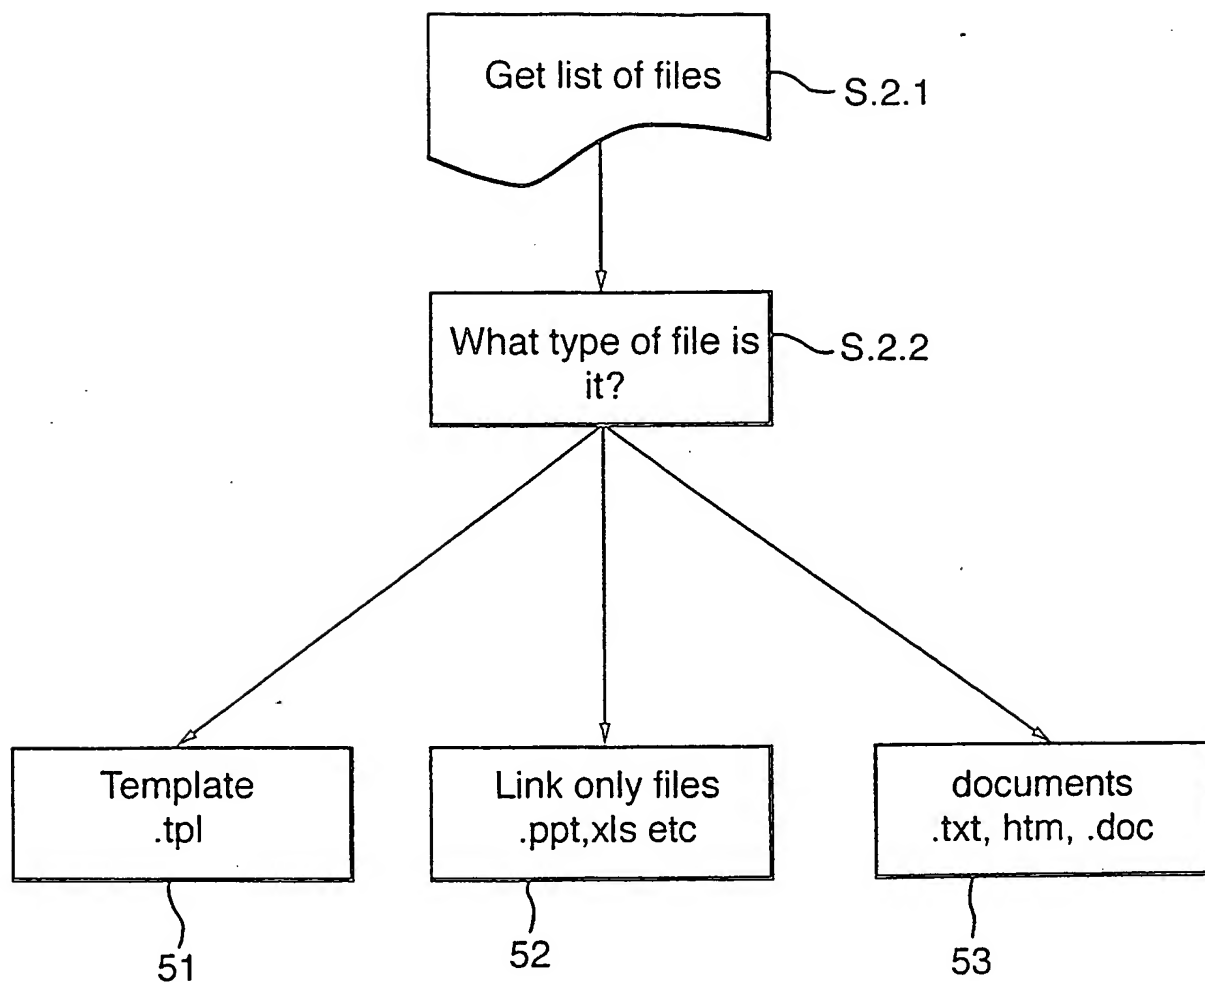 Get list of files
S.2.1
What type of file is
it?
S.2.2
Template
.tpl
Link only files
.ppt,xls etc
documents
.txt, htm, .doc
51
52
53